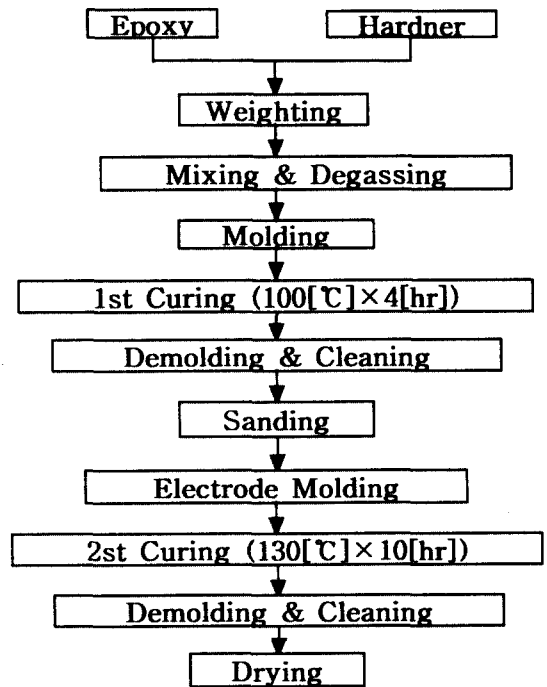 Epoxy Hardner
Weighting
Mixing & Degassing
Molding
1st Curing (100[℃]×4[hr])
Demolding & Cleaning
Sanding
Electrode Molding
2st Curing (130[℃]×10[hr])
Demolding & Cleaning
Drying